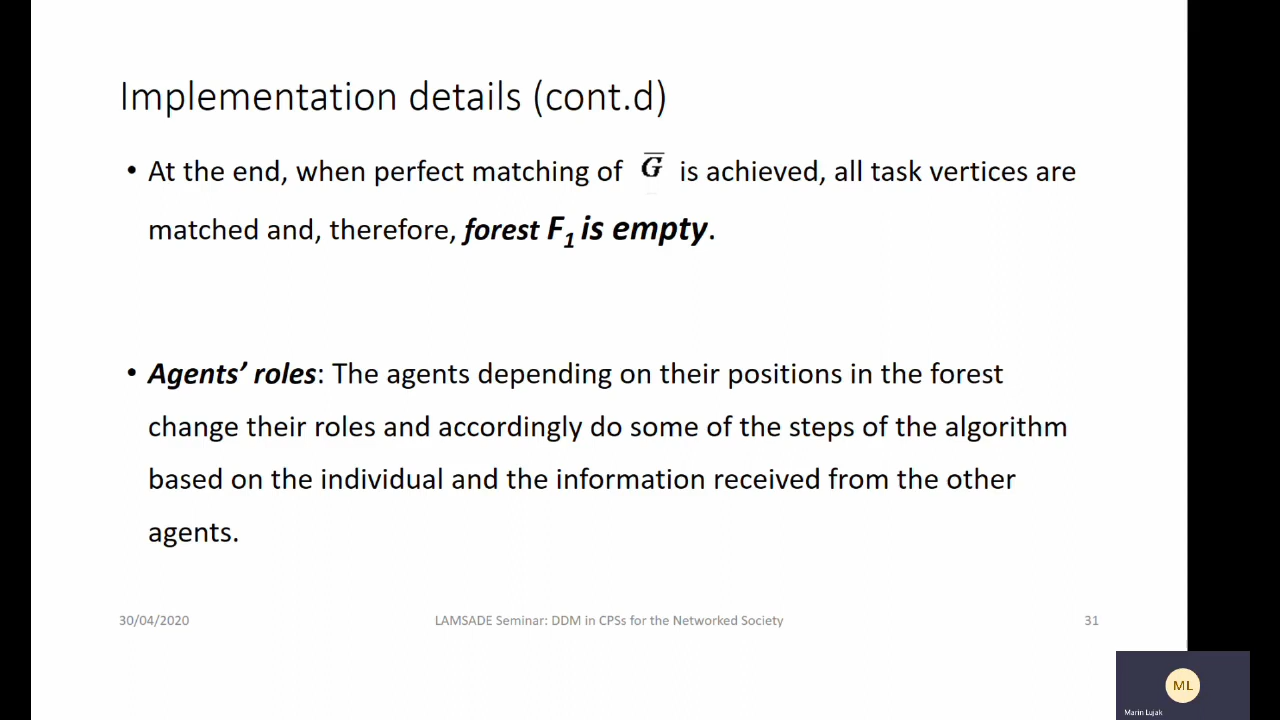 Implementation details (cont.d)
• At the end, when perfect matching of G̅ is achieved, all task vertices are
matched and, therefore, forest F₁ is empty.
• Agents’ roles: The agents depending on their positions in the forest
change their roles and accordingly do some of the steps of the algorithm
based on the individual and the information received from the other
agents.
30/04/2020
LAMSADE Seminar: DDM in CPSs for the Networked Society
31
ML
Marin Lujak